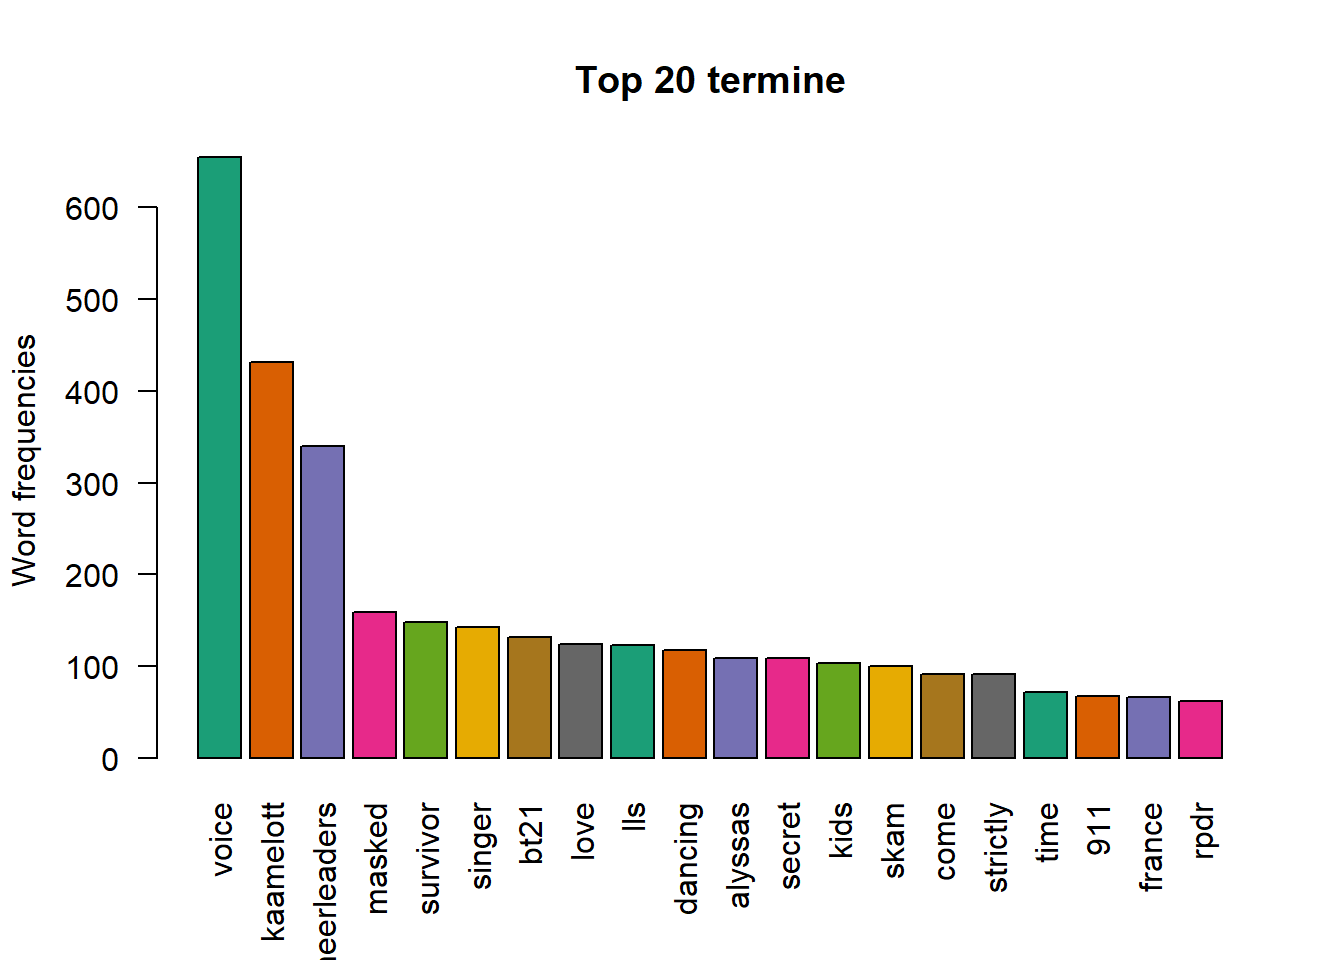 Top 20 termine
Word frequencies
600
500
400
300
200
100
0
voice
kaamelott
heerleaders
masked
survivor
singer
bt21
love
lls
dancing
alyssas
secret
kids
skam
come
strictly
time
911
france
rpdr